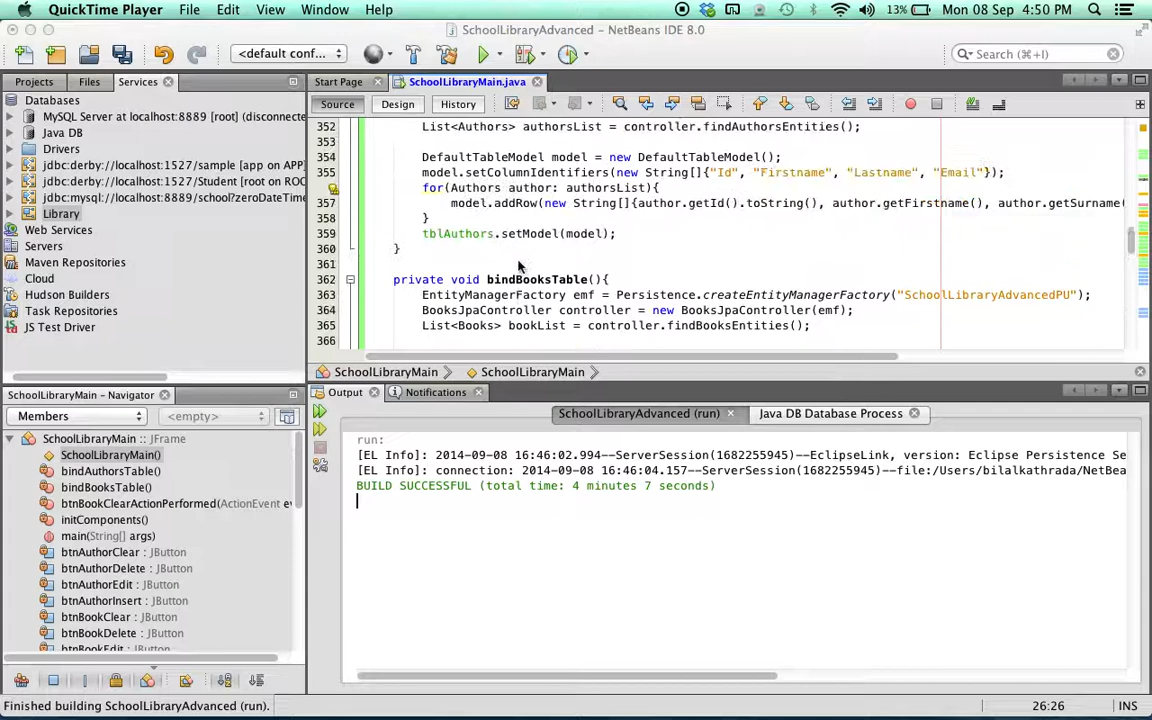 QuickTime Player File Edit View Window Help 13% Mon 08 Sep 4:50 PM
SchoolLibraryAdvanced - NetBeans IDE 8.0
<default conf... Search (⌘+I)
Projects Files Services Start Page SchoolLibraryMain.java
Source Design History
Databases
MySQL Server at localhost:8889 [root] (disconnecte
Java DB
Drivers
jdbc:derby://localhost:1527/sample [app on APP]
jdbc:derby://localhost:1527/Student [root on ROO
jdbc:mysql://localhost:8889/school?zeroDateTime
Library
Web Services
Servers
Maven Repositories
Cloud
Hudson Builders
Task Repositories
JS Test Driver
352 List<Authors> authorsList = controller.findAuthorsEntities();
353
354 DefaultTableModel model = new DefaultTableModel();
355 model.setColumnIdentifiers(new String[]{"Id", "Firstname", "Lastname", "Email"});
for(Authors author: authorsList){
357 model.addRow(new String[]{author.getId().toString(), author.getFirstname(), author.getSurname(
358 }
359 tblAuthors.setModel(model);
360 }
361
362 private void bindBooksTable(){
363 EntityManagerFactory emf = Persistence.createEntityManagerFactory("SchoolLibraryAdvancedPU");
364 BooksJpaController controller = new BooksJpaController(emf);
365 List<Books> bookList = controller.findBooksEntities();
366
SchoolLibraryMain SchoolLibraryMain
SchoolLibraryMain - Navigator
Members <empty>
SchoolLibraryMain :: JFrame
SchoolLibraryMain()
bindAuthorsTable()
bindBooksTable()
btnBookClearActionPerformed(ActionEvent ev
initComponents()
main(String[] args)
btnAuthorClear : JButton
btnAuthorDelete : JButton
btnAuthorEdit : JButton
btnAuthorInsert : JButton
btnBookClear : JButton
btnBookDelete : JButton
btnBookEdit : JButton
Output Notifications
SchoolLibraryAdvanced (run) Java DB Database Process
run:
[EL Info]: 2014-09-08 16:46:02.994--ServerSession(1682255945)--EclipseLink, version: Eclipse Persistence Se
[EL Info]: connection: 2014-09-08 16:46:04.157--ServerSession(1682255945)--file:/Users/bilalkathrada/NetBea
BUILD SUCCESSFUL (total time: 4 minutes 7 seconds)
Finished building SchoolLibraryAdvanced (run). 26:26 INS